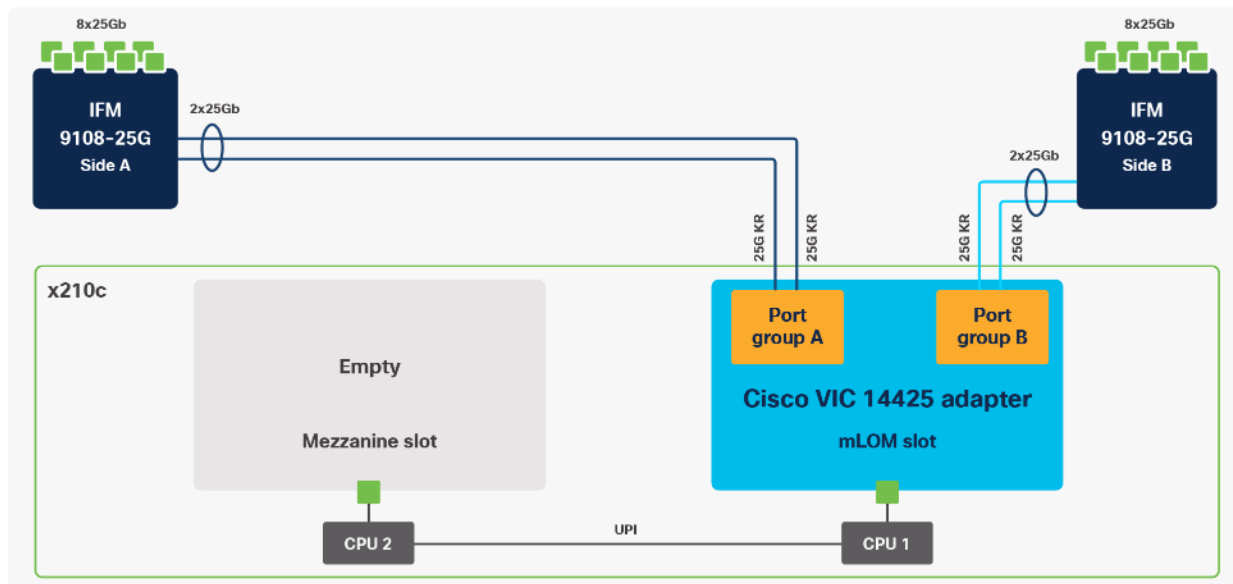 8x25Gb
8x25Gb
IFM
9108-25G
Side A
2x25Gb
IFM
9108-25G
Side B
2x25Gb
25G KR
25G KR
25G KR
25G KR
x210c
Port
group A
Port
group B
Empty
Cisco VIC 14425 adapter
Mezzanine slot
mLOM slot
UPI
CPU 2
CPU 1